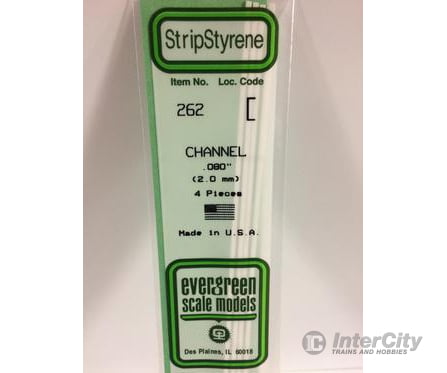 StripStyrene
Item No. Loc. Code
262 [
CHANNEL
.080"
(2.0 mm)
4 Pieces
Made in U.S.A.
evergreen
scale models
Des Plaines, IL 60018
IC InterCity
TRAINS AND HOBBIES